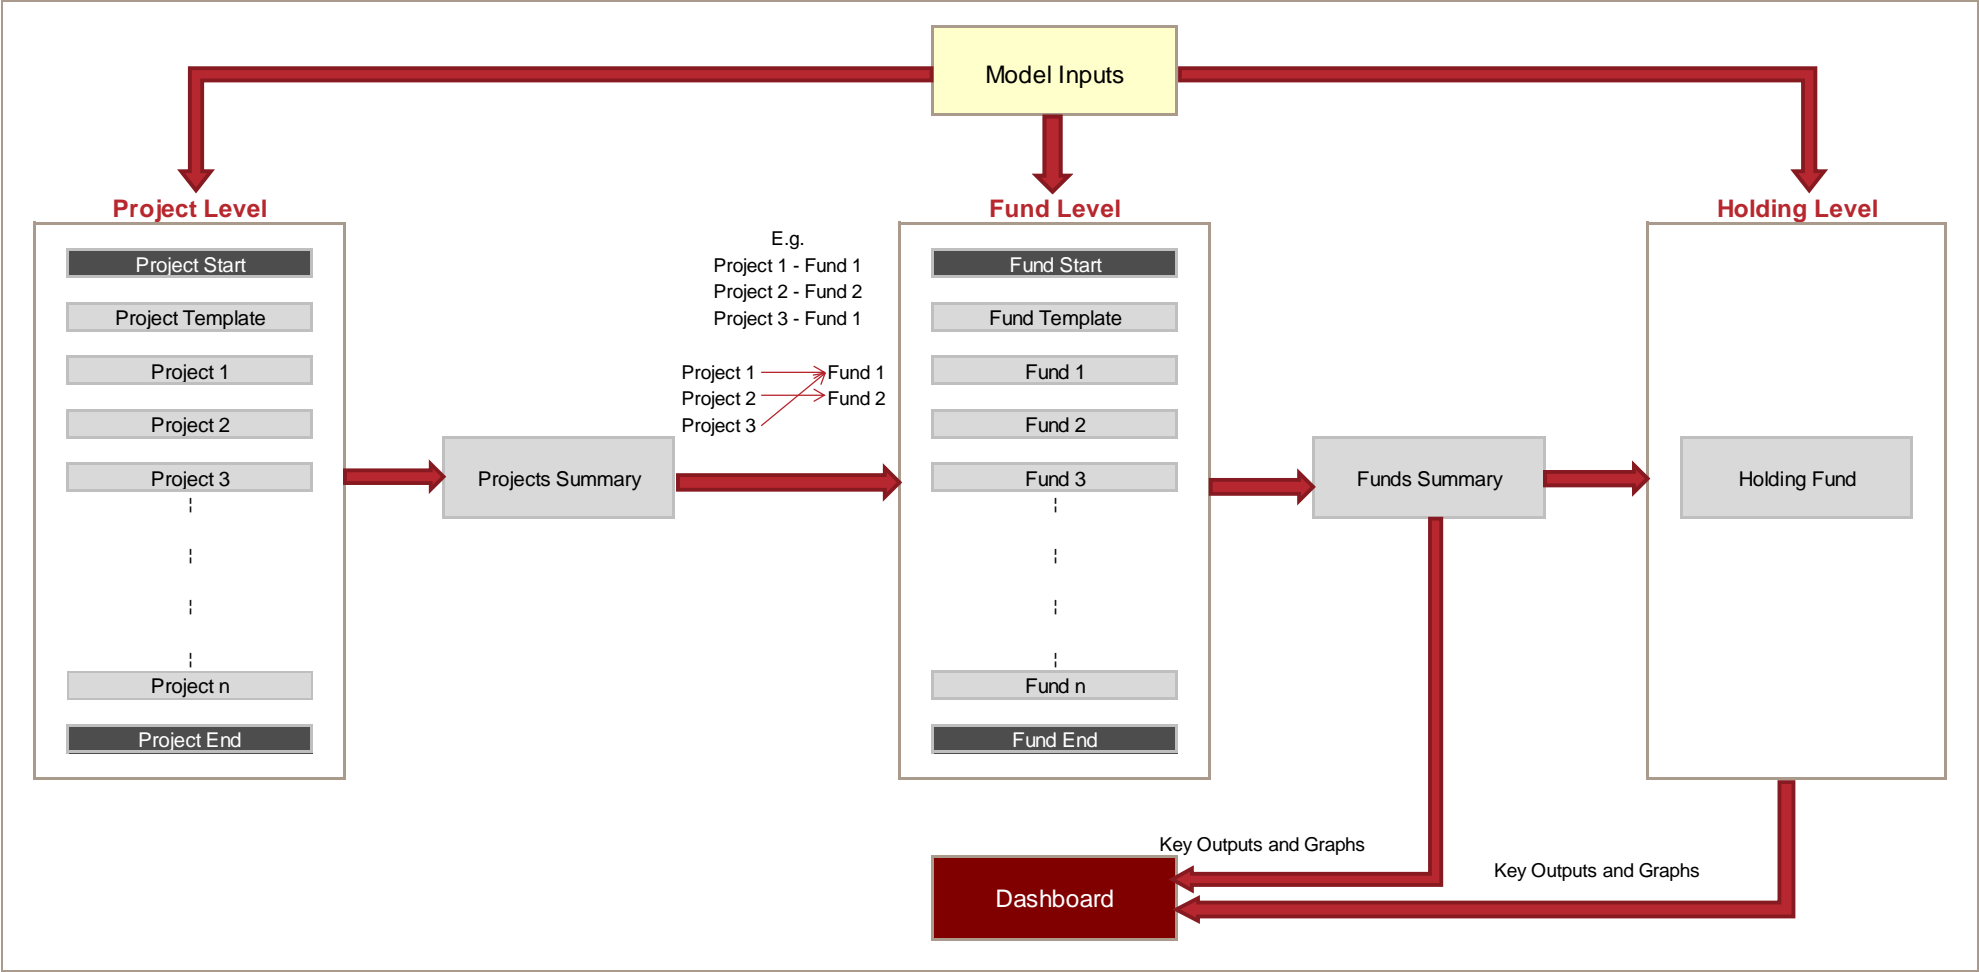 Model Inputs
Project Level
Project Start
Project Template
Project 1
Project 2
Project 3
Project n
Project End
Projects Summary
E.g.
Project 1 - Fund 1
Project 2 - Fund 2
Project 3 - Fund 1
Project 1 Fund 1
Project 2 Fund 2
Project 3
Fund Level
Fund Start
Fund Template
Fund 1
Fund 2
Fund 3
Fund n
Fund End
Funds Summary
Holding Level
Holding Fund
Key Outputs and Graphs
Key Outputs and Graphs
Dashboard